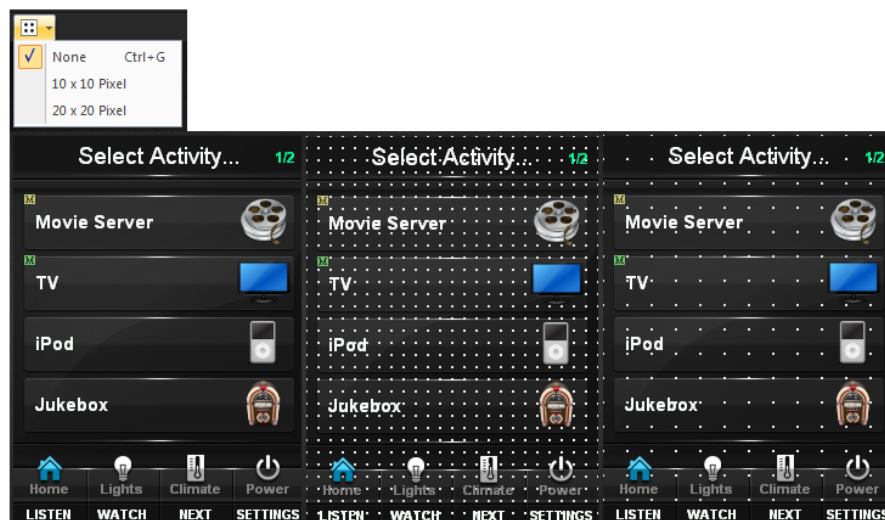 None Ctrl+G
10 x 10 Pixel
20 x 20 Pixel
Select Activity... 1/2
Movie Server
TV
iPod
Jukebox
Home Lights Climate Power
LISTEN WATCH NEXT SETTINGS
Select Activity... 1/2
Movie Server
TV
iPod
Jukebox
Home Lights Climate Power
LISTEN WATCH NEXT SETTINGS
Select Activity... 1/2
Movie Server
TV
iPod
Jukebox
Home Lights Climate Power
LISTEN WATCH NEXT SETTINGS